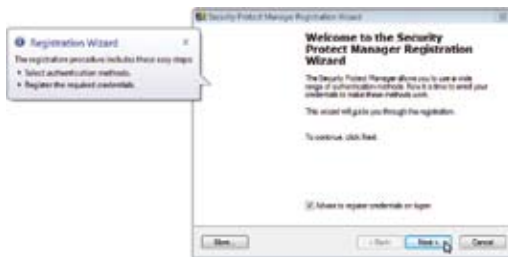 Security Protect Manager Registration Wizard
Registration Wizard
The registration procedure includes these easy steps:
• Select authentication methods.
• Register the required credentials.
Welcome to the Security
Protect Manager Registration
Wizard
The Security Protect Manager allows you to use a wide
range of authentication methods. Now it is time to enroll your
credentials to make these methods work.
This wizard will guide you through the registration.
To continue, click Next.
to register credentials on logon
More...
< Back
Next >
Cancel